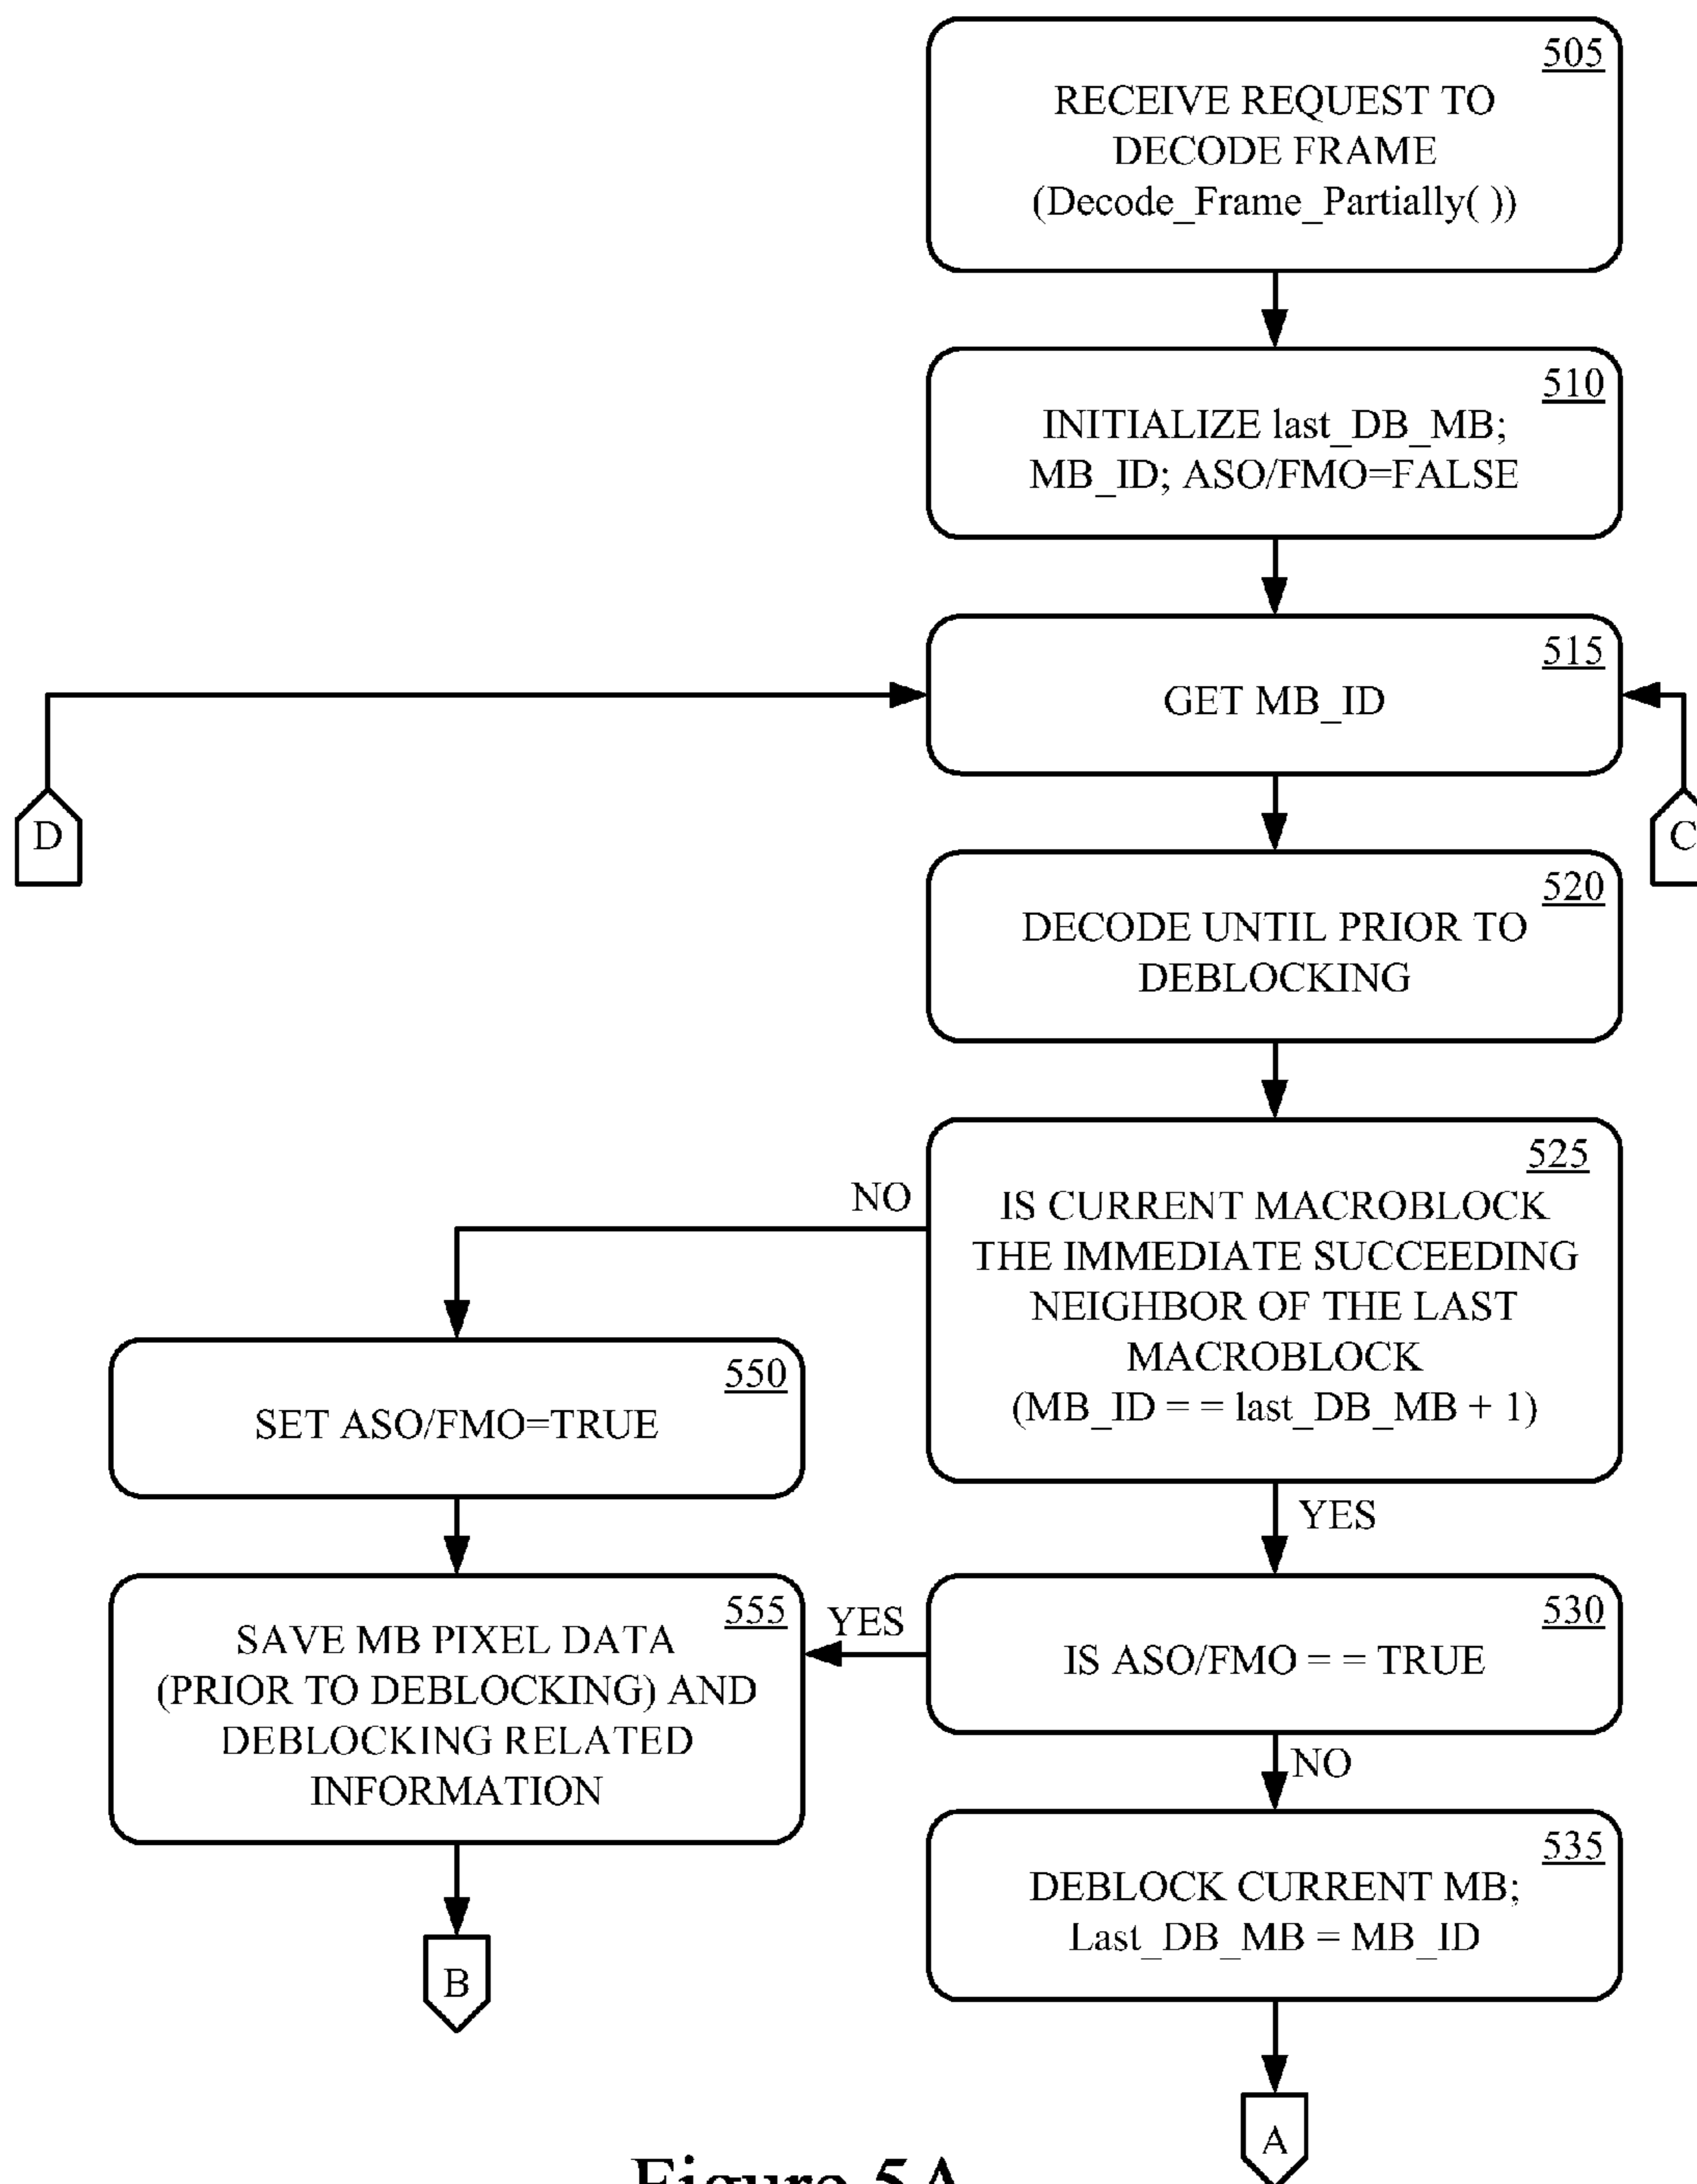 505
RECEIVE REQUEST TO
DECODE FRAME
(Decode_Frame_Partially( ))
510
INITIALIZE last_DB_MB;
MB_ID; ASO/FMO=FALSE
515
GET MB_ID
D
C
520
DECODE UNTIL PRIOR TO
DEBLOCKING
525
NO
IS CURRENT MACROBLOCK
THE IMMEDIATE SUCCEEDING
NEIGHBOR OF THE LAST
MACROBLOCK
(MB_ID = = last_DB_MB + 1)
550
SET ASO/FMO=TRUE
YES
555
SAVE MB PIXEL DATA
(PRIOR TO DEBLOCKING) AND
DEBLOCKING RELATED
INFORMATION
YES
530
IS ASO/FMO = = TRUE
NO
535
DEBLOCK CURRENT MB;
Last_DB_MB = MB_ID
B
A
Figure 5A